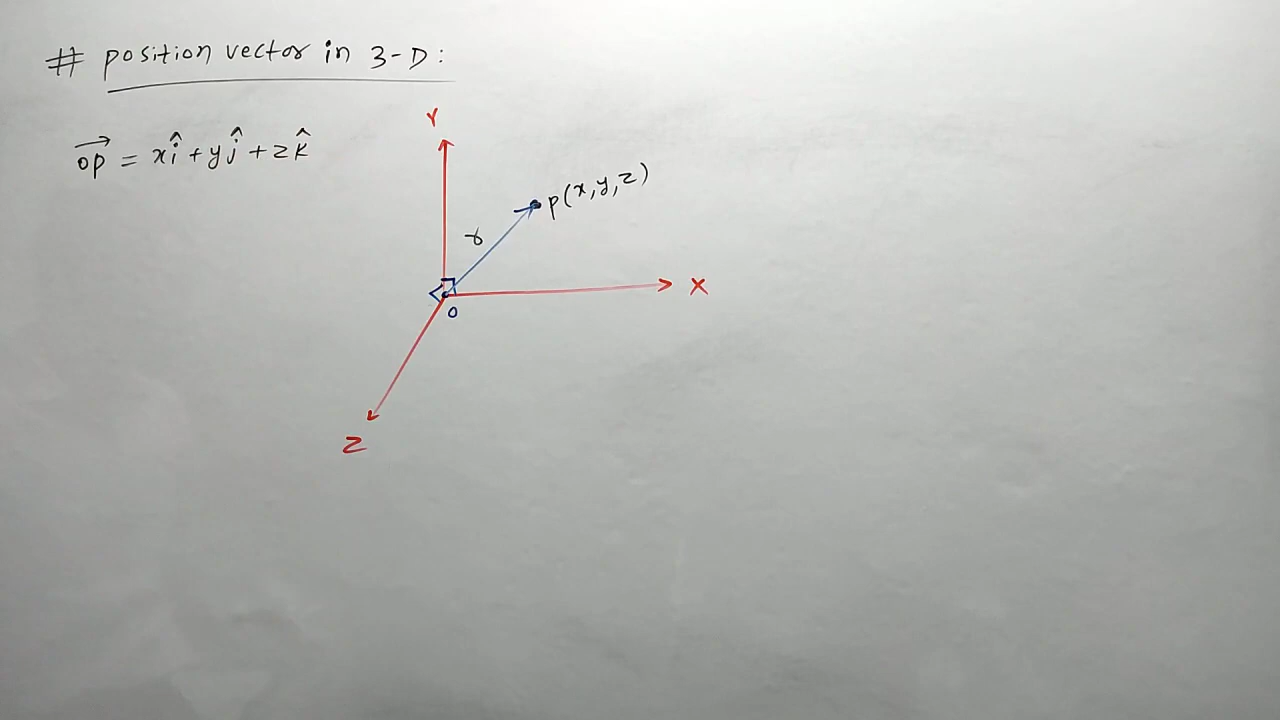 # position vector in 3-D:
Y
→OP = xî + yĵ + zk̂
P(x,y,z)
r
X
O
Z